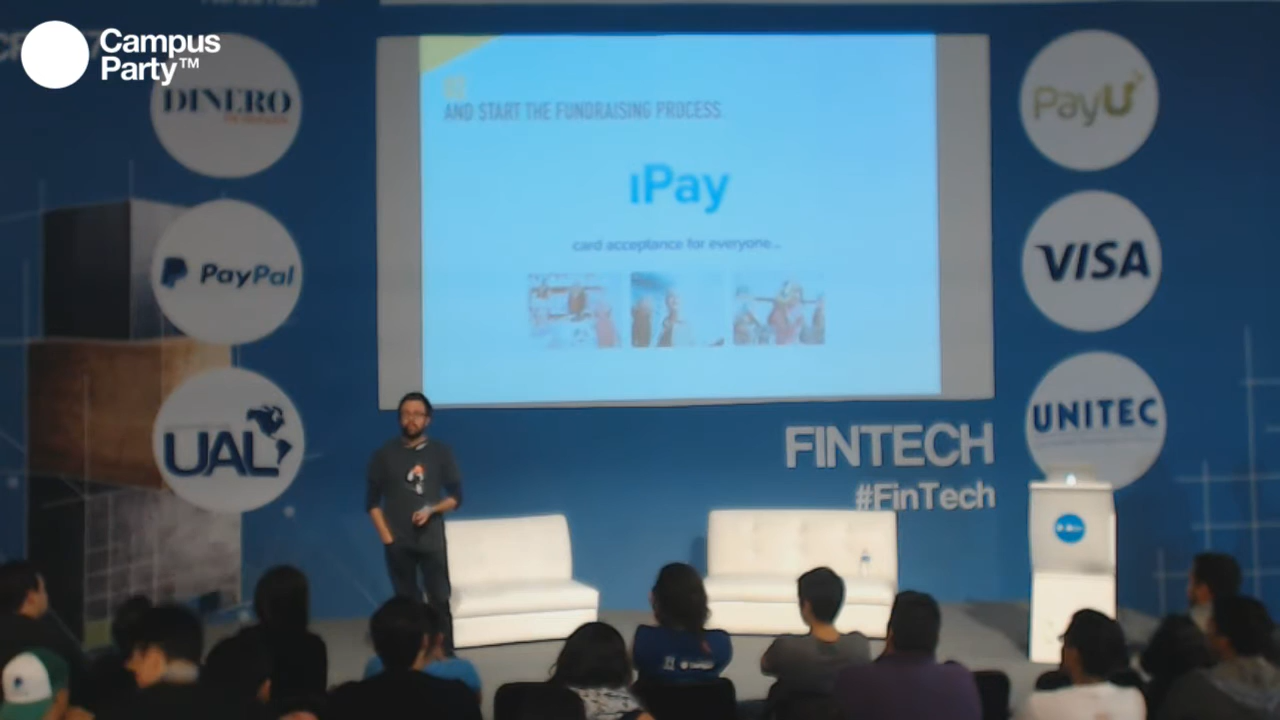 Campus
Party™
DINERO
PayPal
UAL
AND START THE FUNDRAISING PROCESS
iPay
card acceptance for everyone...
PayU
VISA
UNITEC
FINTECH
#FinTech